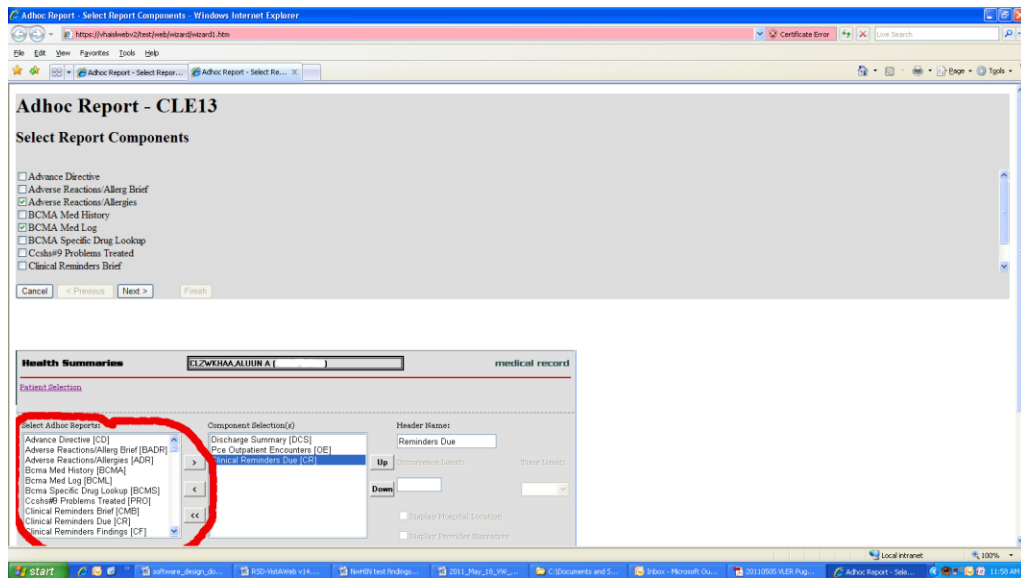 Adhoc Report - Select Report Components - Windows Internet Explorer
https://vhaislwebv2/test/web/wizard/wizard1.htm
Certificate Error
Live Search
File Edit View Favorites Tools Help
Adhoc Report - Select Repor...
Adhoc Report - Select Re...
Page
Tools
Adhoc Report - CLE13
Select Report Components
Advance Directive
Adverse Reactions/Allerg Brief
Adverse Reactions/Allergies
BCMA Med History
BCMA Med Log
BCMA Specific Drug Lookup
Ccshs#9 Problems Treated
Clinical Reminders Brief
Cancel
< Previous
Next >
Finish
Health Summaries
CLZWKHAA,ALUUN A ( )
medical record
Patient Selection
Select Adhoc Reports:
Component Selection(s)
Header Name:
Advance Directive [CD]
Adverse Reactions/Allerg Brief [BADR]
Adverse Reactions/Allergies [ADR]
Bcma Med History [BCMA]
Bcma Med Log [BCML]
Bcma Specific Drug Lookup [BCMS]
Ccshs#9 Problems Treated [PRO]
Clinical Reminders Brief [CMB]
Clinical Reminders Due [CR]
Clinical Reminders Findings [CF]
>
<
<<
Discharge Summary [DCS]
Pce Outpatient Encounters [OE]
Clinical Reminders Due [CR]
Up
Down
Reminders Due
Occurrence Limit:
Time Limit:
Display Hospital Location
Display Provider Narrative
Local intranet
100%
start
software_design_do...
RSD-VistAWeb v14....
NwHIN test findings...
2011_May_18_VW_...
C:\Documents and S...
Inbox - Microsoft Ou...
20110505 VLER Pug...
Adhoc Report - Sele...
11:58 AM